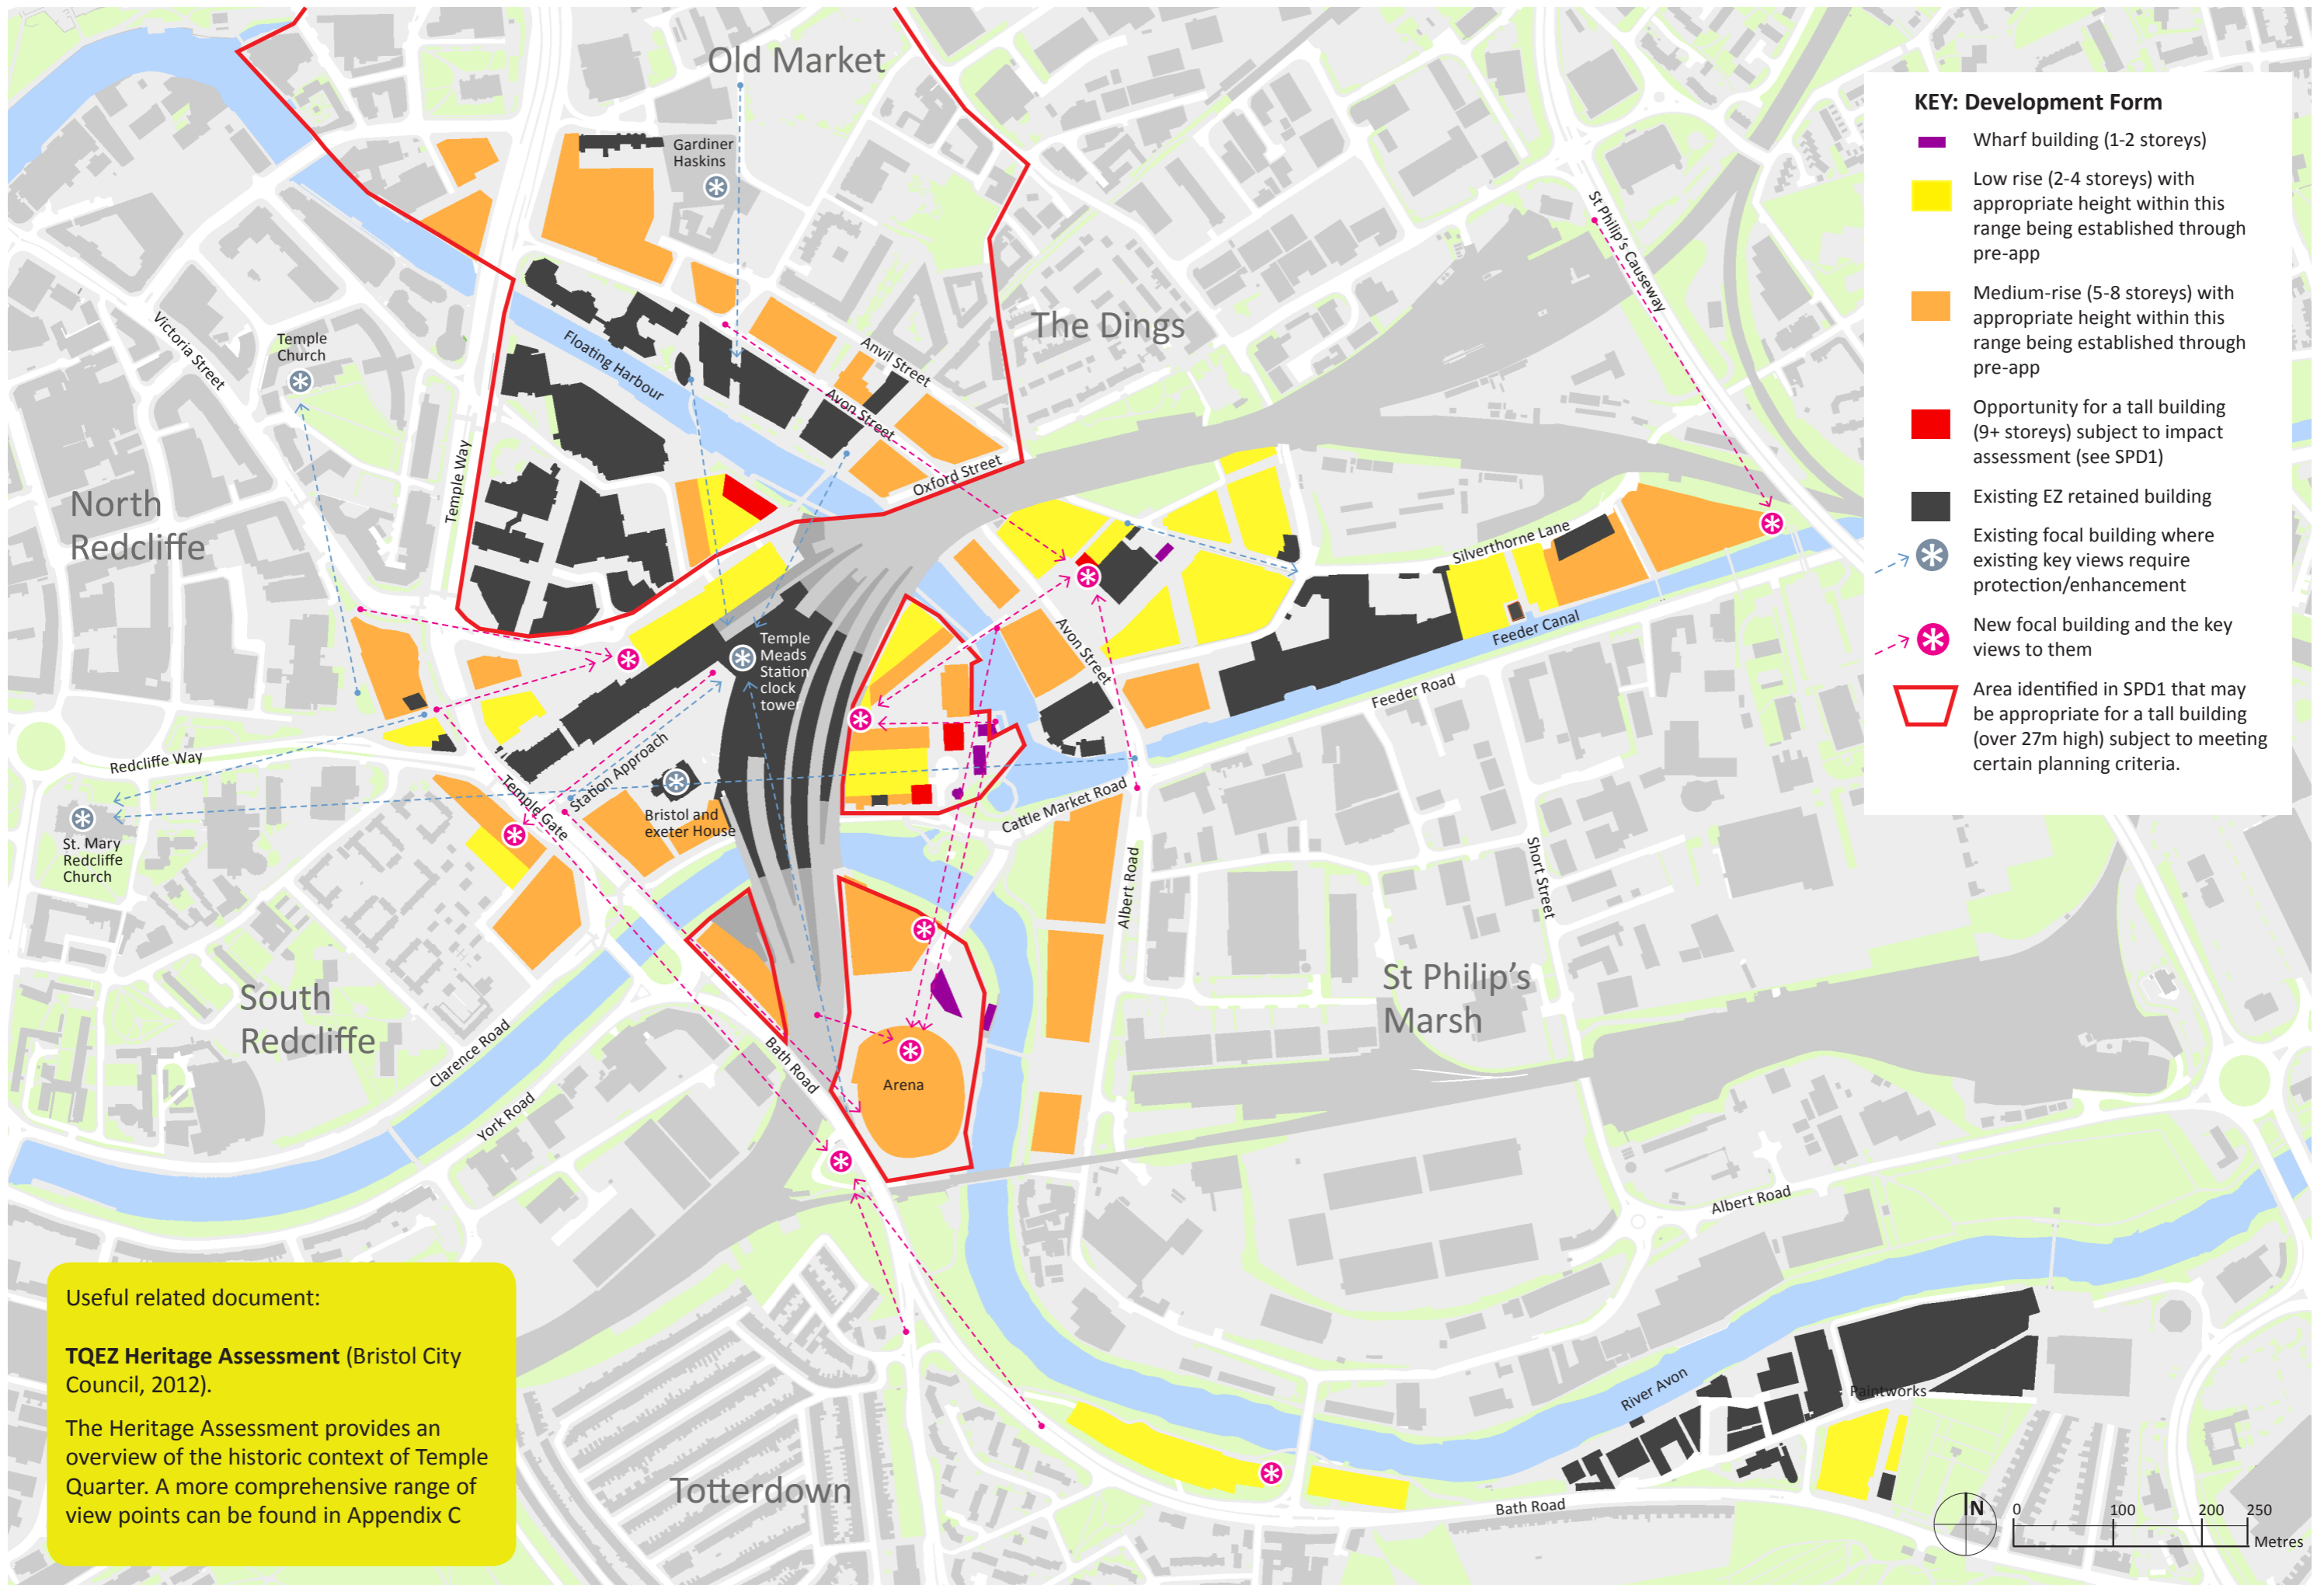 Old Market
Gardiner
Haskins
The Dings
St Philip's Causeway
Victoria Street
Temple
Church
Floating Harbour
Anvil Street
Avon Street
Oxford Street
Temple Way
North
Redcliffe
Silverthorne Lane
Feeder Canal
Feeder Road
Avon Street
Temple
Meads
Station
clock
tower
Redcliffe Way
Station Approach
Temple Gate
Bristol and
exeter House
Cattle Market Road
St. Mary
Redcliffe
Church
Albert Road
Short Street
St Philip's
Marsh
South
Redcliffe
Clarence Road
York Road
Bath Road
Arena
Albert Road
River Avon
Paintworks
Totterdown
Bath Road
KEY: Development Form
Wharf building (1-2 storeys)
Low rise (2-4 storeys) with
appropriate height within this
range being established through
pre-app
Medium-rise (5-8 storeys) with
appropriate height within this
range being established through
pre-app
Opportunity for a tall building
(9+ storeys) subject to impact
assessment (see SPD1)
Existing EZ retained building
Existing focal building where
existing key views require
protection/enhancement
New focal building and the key
views to them
Area identified in SPD1 that may
be appropriate for a tall building
(over 27m high) subject to meeting
certain planning criteria.
Useful related document:
TQEZ Heritage Assessment (Bristol City
Council, 2012).
The Heritage Assessment provides an
overview of the historic context of Temple
Quarter. A more comprehensive range of
view points can be found in Appendix C
N
0 100 200 250
Metres